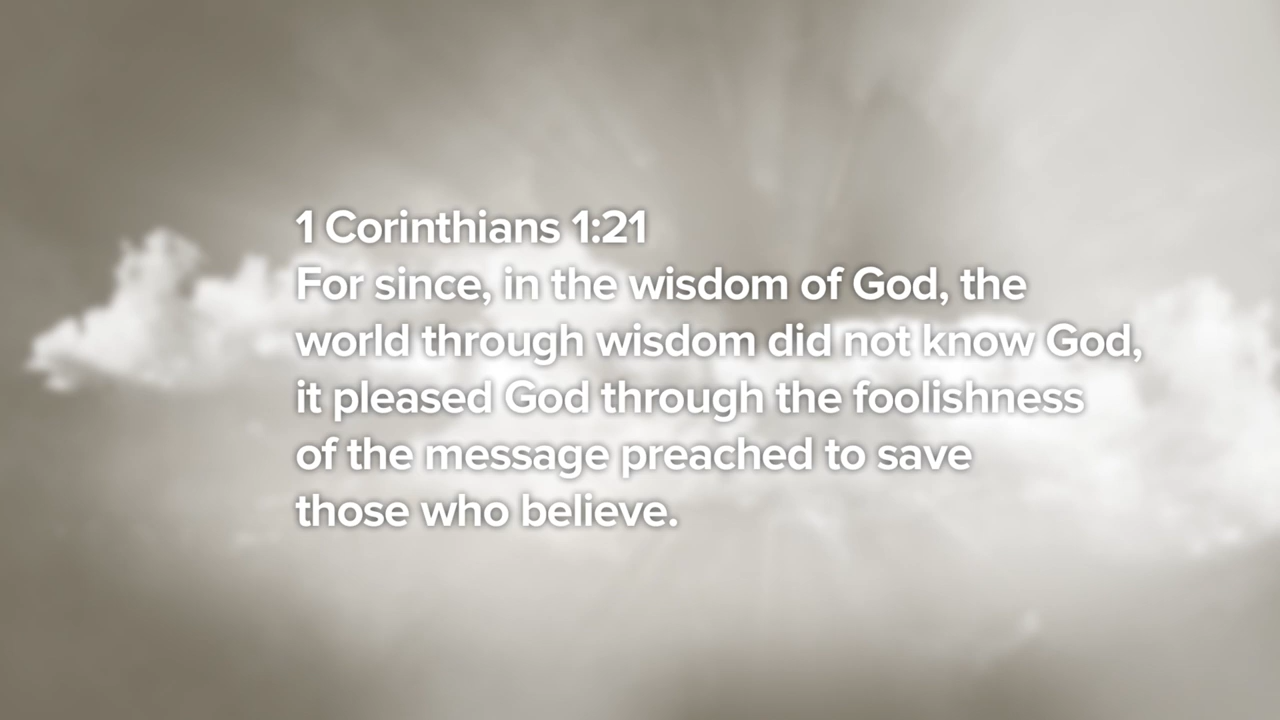 1 Corinthians 1:21
For since, in the wisdom of God, the
world through wisdom did not know God,
it pleased God through the foolishness
of the message preached to save
those who believe.